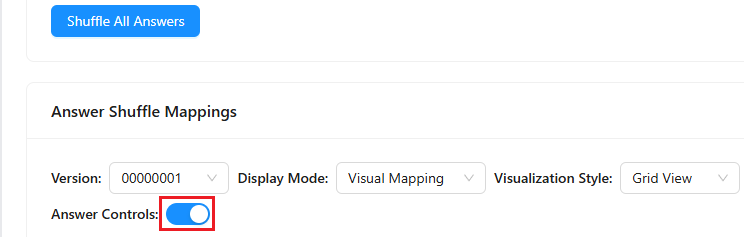 Shuffle All Answers
Answer Shuffle Mappings
Version: 00000001 Display Mode: Visual Mapping Visualization Style: Grid View
Answer Controls: